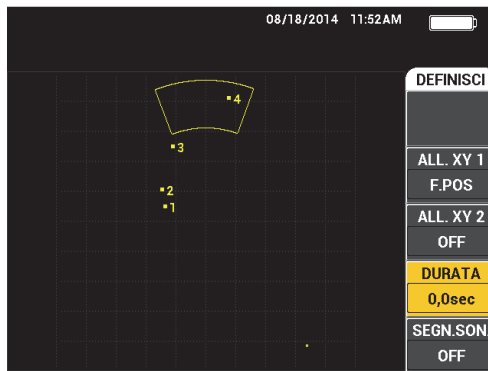 08/18/2014 11:52AM
DEFINISCI
4
3
2
1
ALL. XY 1
F.POS
ALL. XY 2
OFF
DURATA
0,0sec
SEGN.SON.
OFF